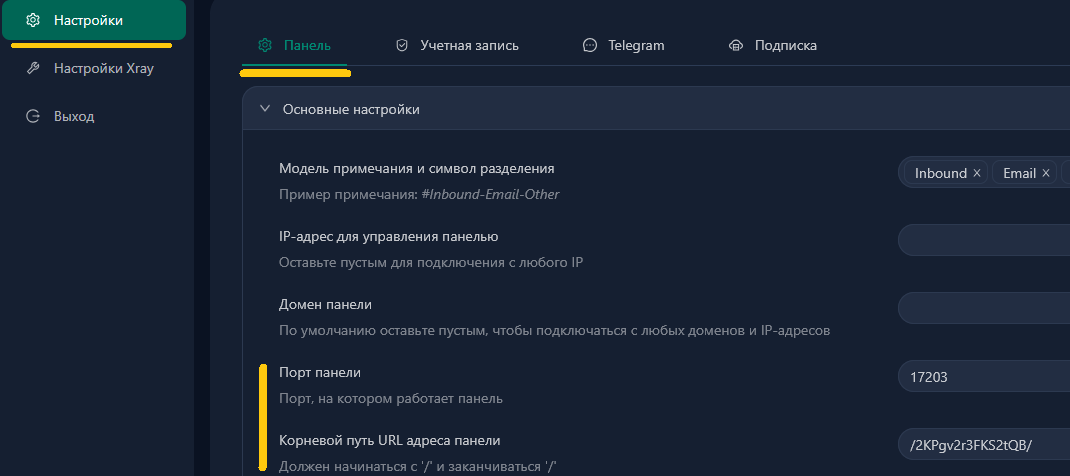 Настройки
Настройки Xray
Выход
Панель Учетная запись Telegram Подписка
Основные настройки
Модель примечания и символ разделения
Пример примечания: #Inbound-Email-Other
Inbound × Email ×
IP-адрес для управления панелью
Оставьте пустым для подключения с любого IP
Домен панели
По умолчанию оставьте пустым, чтобы подключаться с любых доменов и IP-адресов
Порт панели
Порт, на котором работает панель
17203
Корневой путь URL адреса панели
Должен начинаться с '/' и заканчиваться '/'
/2KPgv2r3FKS2tQB/